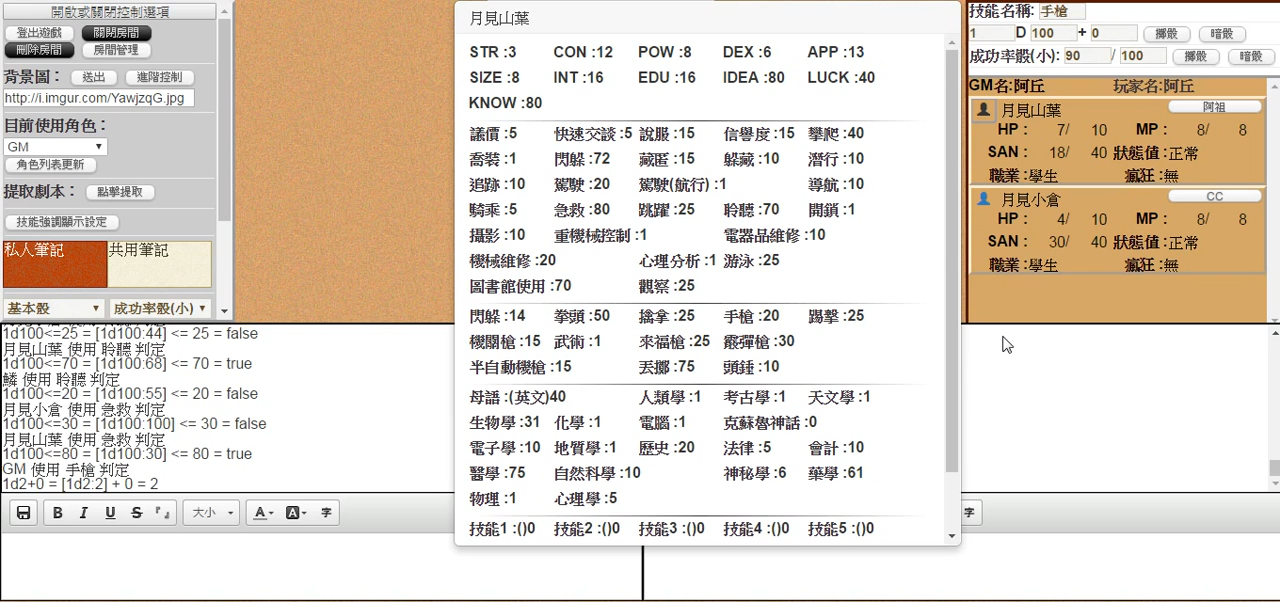 開啟或關閉控制選項
登出遊戲 關閉房間
刪除房間 房間管理
背景圖： 送出 進階控制
http://i.imgur.com/YawjzqG.jpg
目前使用角色：
GM
角色列表更新
提取劇本： 點擊提取
技能強調顯示設定
私人筆記 共用筆記
基本骰 成功率骰(小)
月見山葉
STR :3 CON :12 POW :8 DEX :6 APP :13
SIZE :8 INT :16 EDU :16 IDEA :80 LUCK :40
KNOW :80
議價 :5 快速交談 :5 說服 :15 信譽度 :15 攀爬 :40
喬裝 :1 閃躲 :72 藏匿 :15 躲藏 :10 潛行 :10
追跡 :10 駕駛 :20 駕駛(航行) :1 導航 :10
騎乘 :5 急救 :80 跳躍 :25 聆聽 :70 開鎖 :1
攝影 :10 重機械控制 :1 電器品維修 :10
機械維修 :20 心理分析 :1 游泳 :25
圖書館使用 :70 觀察 :25
閃躲 :14 拳頭 :50 擒拿 :25 手槍 :20 踢擊 :25
機關槍 :15 武術 :1 來福槍 :25 霰彈槍 :30
半自動機槍 :15 丟擲 :75 頭錘 :10
母語 :(英文)40 人類學 :1 考古學 :1 天文學 :1
生物學 :31 化學 :1 電腦 :1 克蘇魯神話 :0
電子學 :10 地質學 :1 歷史 :20 法律 :5 會計 :10
醫學 :75 自然科學 :10 神秘學 :6 藥學 :61
物理 :1 心理學 :5
技能1 :()0 技能2 :()0 技能3 :()0 技能4 :()0 技能5 :()0
技能名稱: 手槍
1 D 100 + 0 擲骰 暗骰
成功率骰(小): 90 / 100 擲骰 暗骰
GM名:阿丘 玩家名:阿丘
月見山葉 阿祖
HP : 7/ 10 MP : 8/ 8
SAN : 18/ 40 狀態值 :正常
職業 :學生 瘋狂 :無
月見小倉 CC
HP : 4/ 10 MP : 8/ 8
SAN : 30/ 40 狀態值 :正常
職業 :學生 瘋狂 :無
1d100<=25 = [1d100:44] <= 25 = false
月見山葉 使用 聆聽 判定
1d100<=70 = [1d100:68] <= 70 = true
鱗 使用 聆聽 判定
1d100<=20 = [1d100:55] <= 20 = false
月見小倉 使用 急救 判定
1d100<=30 = [1d100:100] <= 30 = false
月見山葉 使用 急救 判定
1d100<=80 = [1d100:30] <= 80 = true
GM 使用 手槍 判定
1d2+0 = [1d2:2] + 0 = 2
B I U S 『』 大小 A A 字
字